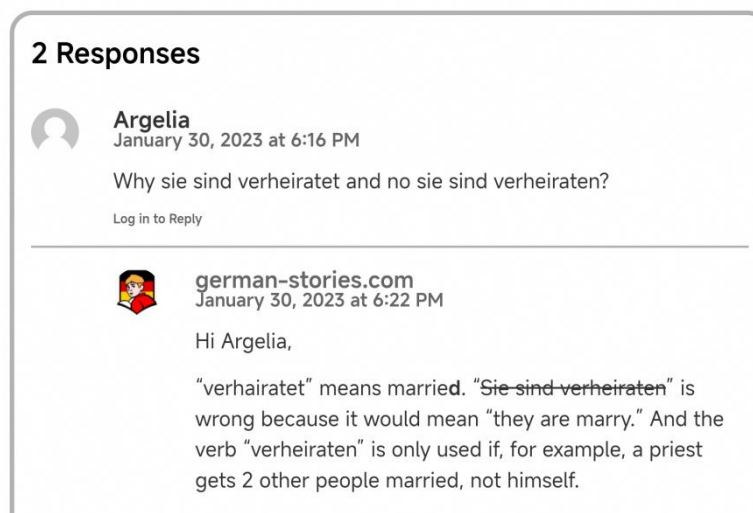 2 Responses
Argelia
January 30, 2023 at 6:16 PM
Why sie sind verheiratet and no sie sind verheiraten?
Log in to Reply
german-stories.com
January 30, 2023 at 6:22 PM
Hi Argelia,
“verhairatet” means married. “Sie sind verheiraten” is
wrong because it would mean “they are marry.” And the
verb “verheiraten” is only used if, for example, a priest
gets 2 other people married, not himself.